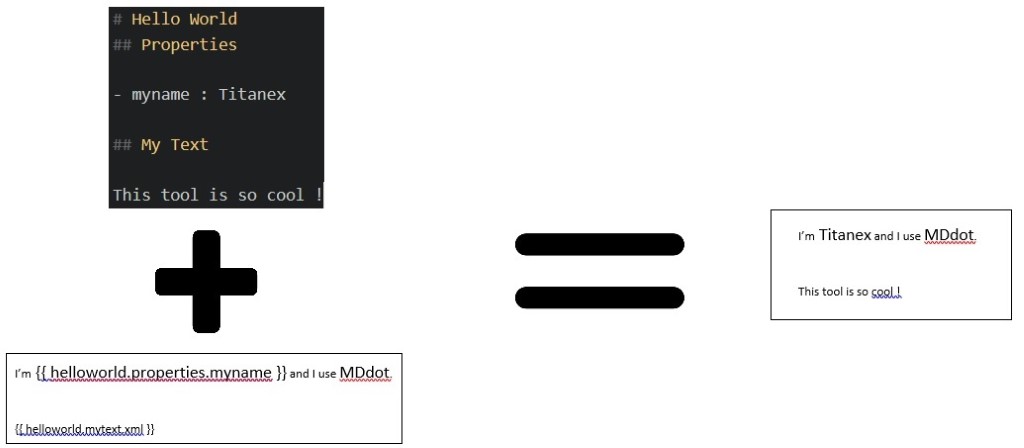 # Hello World
## Properties
- myname : Titanex
## My Text
This tool is so cool !
I'm {{ helloworld.properties.myname }} and I use MDdot.
{{ helloworld.mytext.xml }}
I'm Titanex and I use MDdot.
This tool is so cool !